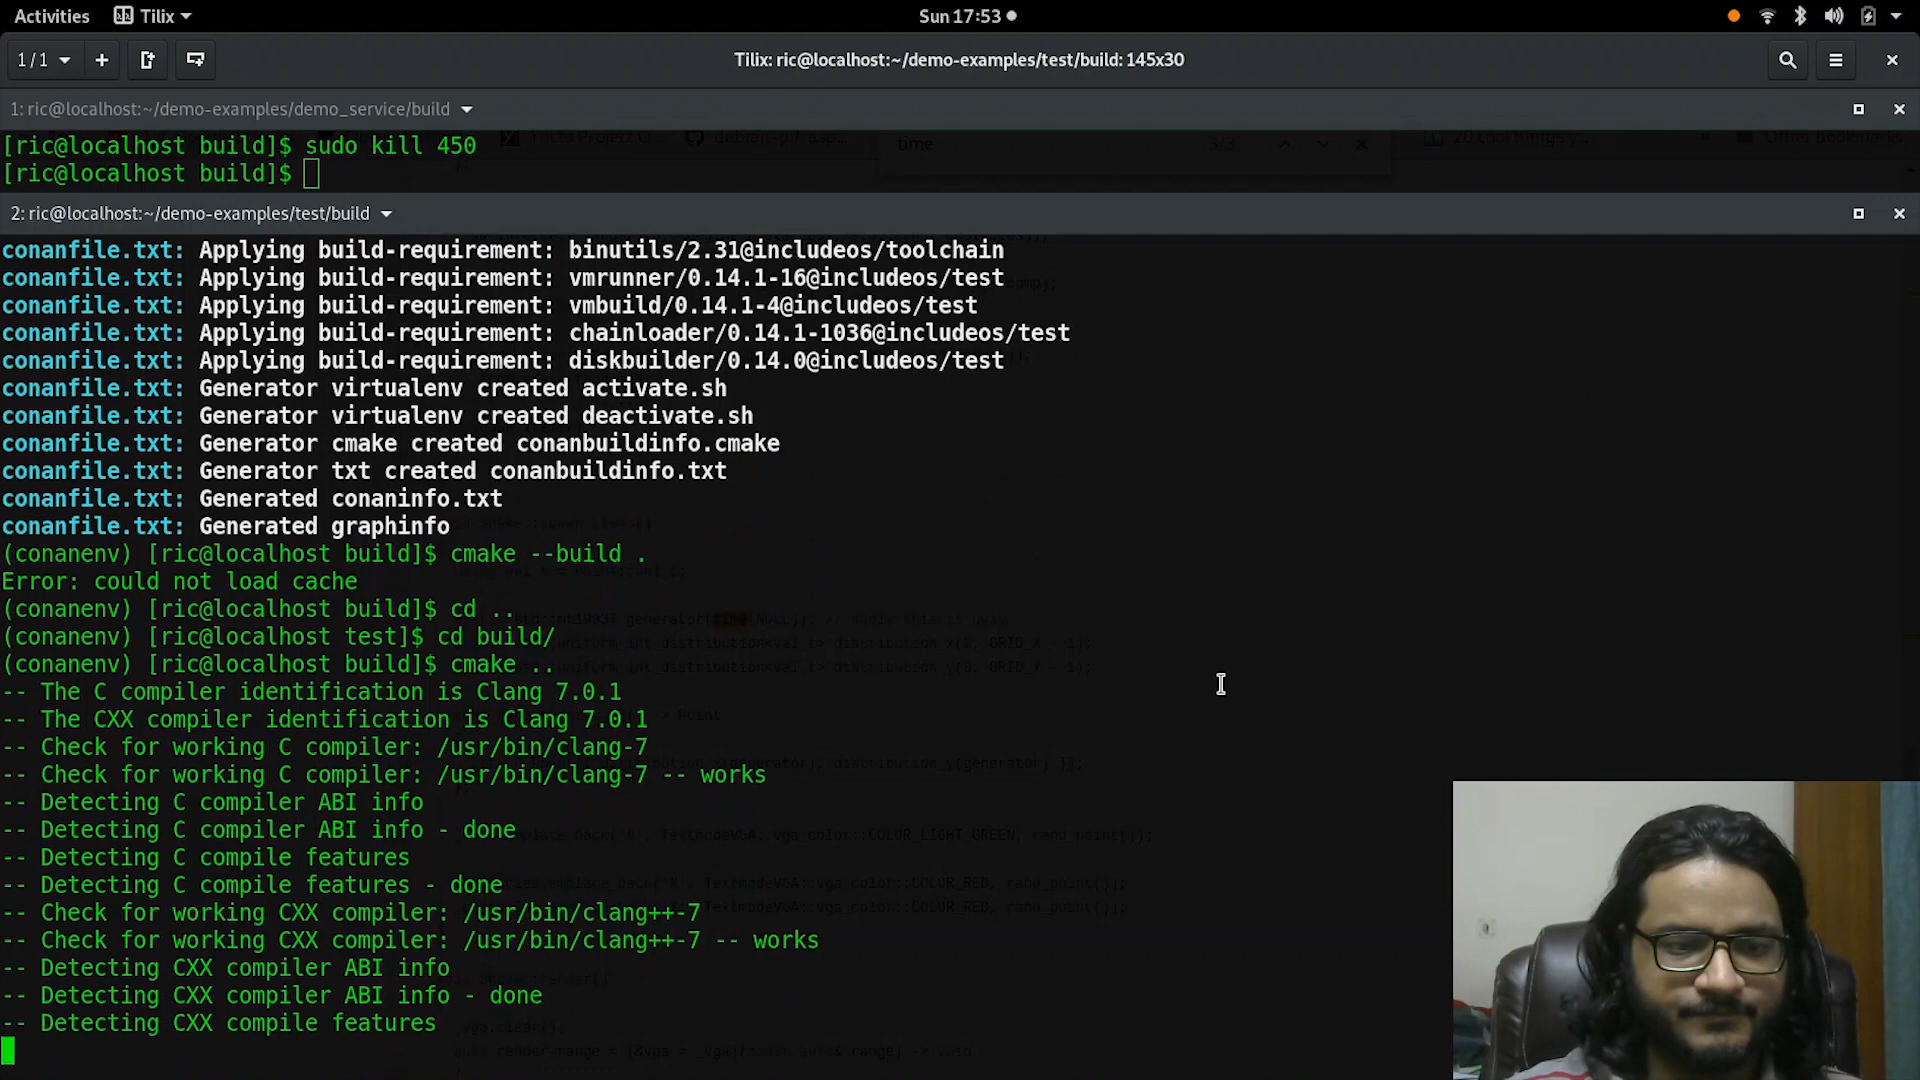 Activities Tilix Sun 17:53
1/1 + Tilix: ric@localhost:~/demo-examples/test/build: 145x30
1: ric@localhost:~/demo-examples/demo_service/build
time 3/3
[ric@localhost build]$ sudo kill 450
[ric@localhost build]$
2: ric@localhost:~/demo-examples/test/build
conanfile.txt: Applying build-requirement: binutils/2.31@includeos/toolchain
conanfile.txt: Applying build-requirement: vmrunner/0.14.1-16@includeos/test
conanfile.txt: Applying build-requirement: vmbuild/0.14.1-4@includeos/test
conanfile.txt: Applying build-requirement: chainloader/0.14.1-1036@includeos/test
conanfile.txt: Applying build-requirement: diskbuilder/0.14.0@includeos/test
conanfile.txt: Generator virtualenv created activate.sh
conanfile.txt: Generator virtualenv created deactivate.sh
conanfile.txt: Generator cmake created conanbuildinfo.cmake
conanfile.txt: Generator txt created conanbuildinfo.txt
conanfile.txt: Generated conaninfo.txt
conanfile.txt: Generated graphinfo
(conanenv) [ric@localhost build]$ cmake --build .
Error: could not load cache
(conanenv) [ric@localhost build]$ cd ..
(conanenv) [ric@localhost test]$ cd build/
(conanenv) [ric@localhost build]$ cmake ..
-- The C compiler identification is Clang 7.0.1
-- The CXX compiler identification is Clang 7.0.1
-- Check for working C compiler: /usr/bin/clang-7
-- Check for working C compiler: /usr/bin/clang-7 -- works
-- Detecting C compiler ABI info
-- Detecting C compiler ABI info - done
-- Detecting C compile features
-- Detecting C compile features - done
-- Check for working CXX compiler: /usr/bin/clang++-7
-- Check for working CXX compiler: /usr/bin/clang++-7 -- works
-- Detecting CXX compiler ABI info
-- Detecting CXX compiler ABI info - done
-- Detecting CXX compile features